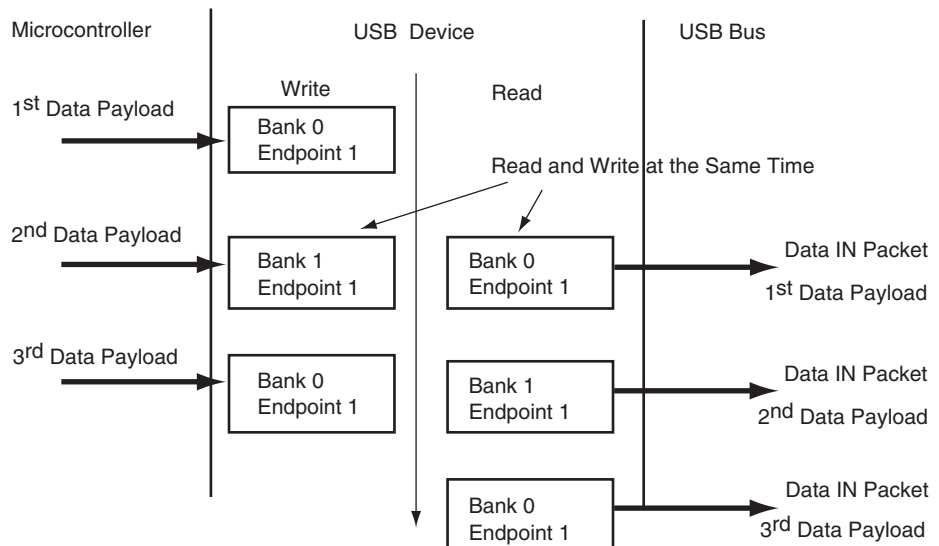 Microcontroller
USB Device
USB Bus
Write
Read
1st Data Payload
Bank 0
Endpoint 1
Read and Write at the Same Time
2nd Data Payload
Bank 1
Endpoint 1
Bank 0
Endpoint 1
Data IN Packet
1st Data Payload
3rd Data Payload
Bank 0
Endpoint 1
Bank 1
Endpoint 1
Data IN Packet
2nd Data Payload
Bank 0
Endpoint 1
Data IN Packet
3rd Data Payload